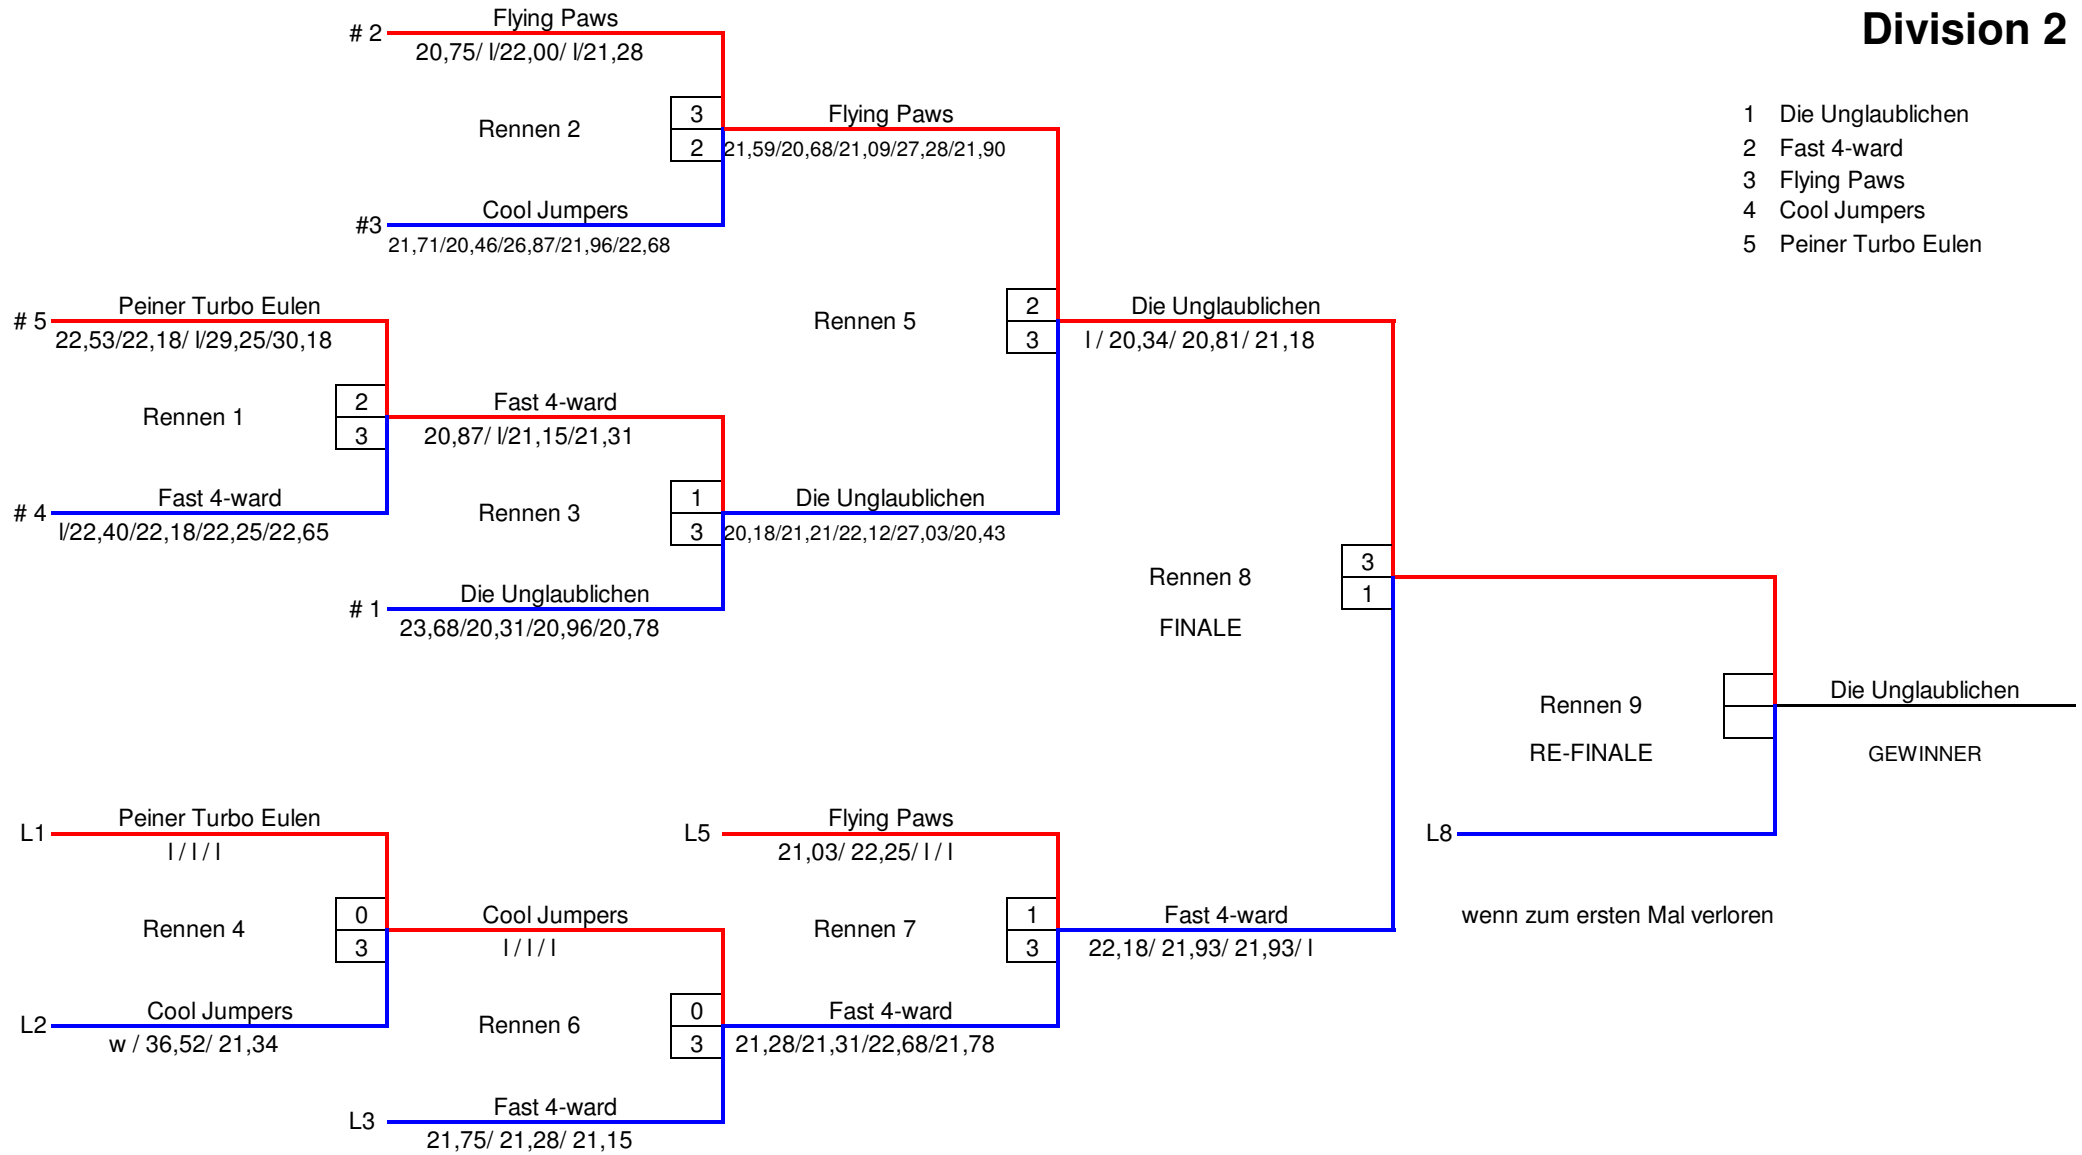 Division 2
1 Die Unglaublichen
2 Fast 4-ward
3 Flying Paws
4 Cool Jumpers
5 Peiner Turbo Eulen
# 2
Flying Paws
20,75/ l/22,00/ l/21,28
Rennen 2
3
2
#3
Cool Jumpers
21,71/20,46/26,87/21,96/22,68
Flying Paws
21,59/20,68/21,09/27,28/21,90
# 5
Peiner Turbo Eulen
22,53/22,18/ l/29,25/30,18
Rennen 1
2
3
# 4
Fast 4-ward
l/22,40/22,18/22,25/22,65
Fast 4-ward
20,87/ l/21,15/21,31
Rennen 3
1
3
# 1
Die Unglaublichen
23,68/20,31/20,96/20,78
Rennen 5
2
3
Die Unglaublichen
20,18/21,21/22,12/27,03/20,43
Die Unglaublichen
l / 20,34/ 20,81/ 21,18
Rennen 8
FINALE
3
1
Rennen 9
RE-FINALE
Die Unglaublichen
GEWINNER
L1
Peiner Turbo Eulen
l / l / l
Rennen 4
0
3
L2
Cool Jumpers
w / 36,52/ 21,34
Cool Jumpers
l / l / l
Rennen 6
0
3
L3
Fast 4-ward
21,75/ 21,28/ 21,15
L5
Flying Paws
21,03/ 22,25/ l / l
Rennen 7
1
3
Fast 4-ward
21,28/21,31/22,68/21,78
Fast 4-ward
22,18/ 21,93/ 21,93/ l
L8
wenn zum ersten Mal verloren